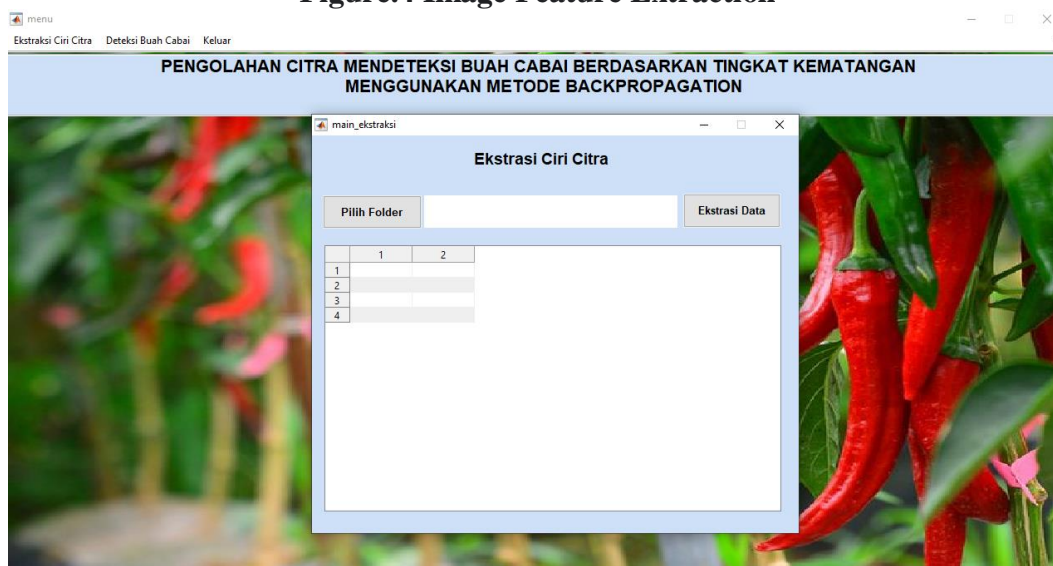 Figure.4 Image Feature Extraction
menu
Ekstraksi Ciri Citra Deteksi Buah Cabai Keluar
PENGOLAHAN CITRA MENDETEKSI BUAH CABAI BERDASARKAN TINGKAT KEMATANGAN
MENGGUNAKAN METODE BACKPROPAGATION
main_ekstraksi
Ekstrasi Ciri Citra
Pilih Folder
Ekstrasi Data
1 2
1
2
3
4